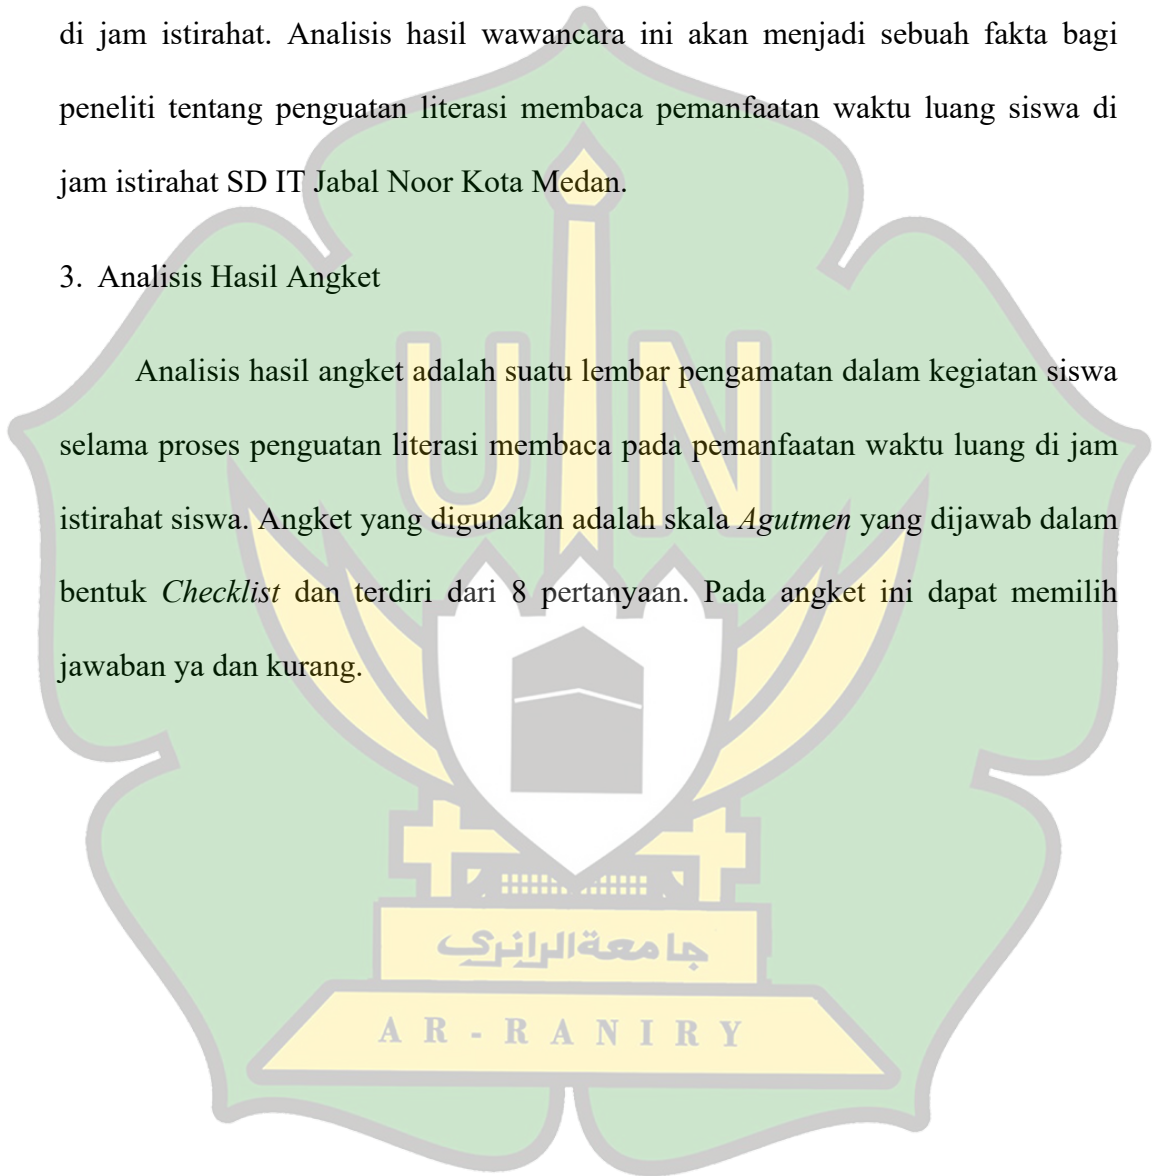 di jam istirahat. Analisis hasil wawancara ini akan menjadi sebuah fakta bagi
peneliti tentang penguatan literasi membaca pemanfaatan waktu luang siswa di
jam istirahat SD IT Jabal Noor Kota Medan.
3. Analisis Hasil Angket
Analisis hasil angket adalah suatu lembar pengamatan dalam kegiatan siswa
selama proses penguatan literasi membaca pada pemanfaatan waktu luang di jam
istirahat siswa. Angket yang digunakan adalah skala Agutmen yang dijawab dalam
bentuk Checklist dan terdiri dari 8 pertanyaan. Pada angket ini dapat memilih
jawaban ya dan kurang.
UIN
جامعةالرانري
AR-RANIRY